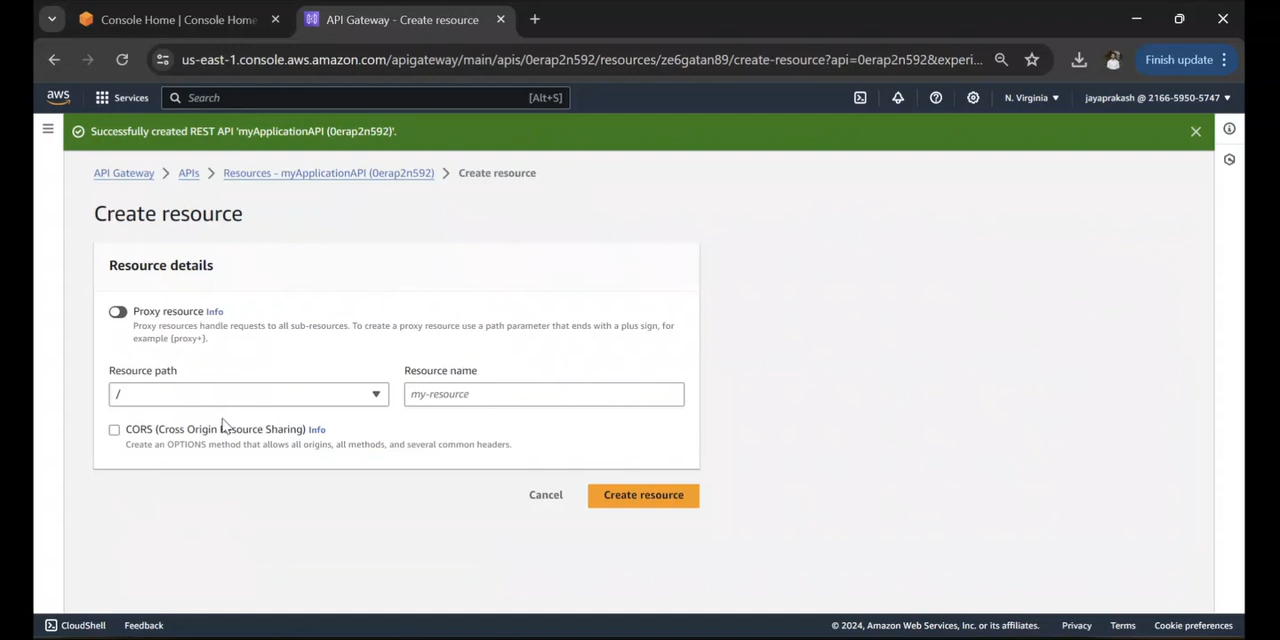 Console Home | Console Home
API Gateway - Create resource
us-east-1.console.aws.amazon.com/apigateway/main/apis/0erap2n592/resources/ze6gatan89/create-resource?api=0erap2n592&experi...
Finish update
aws
Services
Search
[Alt+S]
N. Virginia
jayaprakash @ 2166-5950-5747
Successfully created REST API 'myApplicationAPI (0erap2n592)'.
API Gateway
APIs
Resources - myApplicationAPI (0erap2n592)
Create resource
Create resource
Resource details
Proxy resource Info
Proxy resources handle requests to all sub-resources. To create a proxy resource use a path parameter that ends with a plus sign, for
example {proxy+}.
Resource path
Resource name
/
my-resource
CORS (Cross Origin Resource Sharing) Info
Create an OPTIONS method that allows all origins, all methods, and several common headers.
Cancel
Create resource
CloudShell
Feedback
© 2024, Amazon Web Services, Inc. or its affiliates.
Privacy
Terms
Cookie preferences